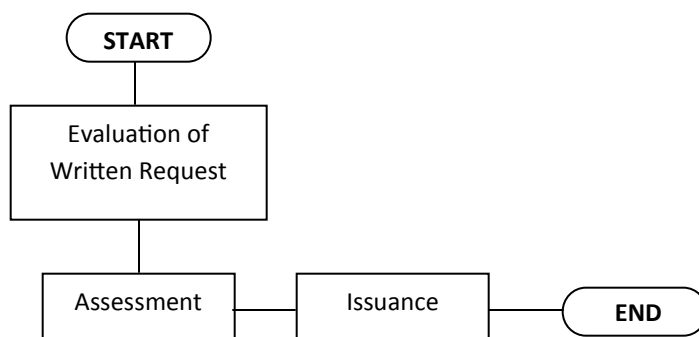 START
Evaluation of
Written Request
Assessment
Issuance
END